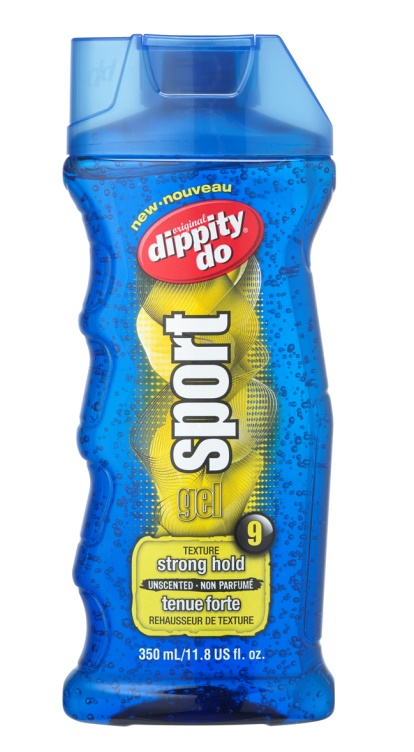 new•nouveau
original
dippity®
do
sport
gel
9
TEXTURE
strong hold
UNSCENTED • NON PARFUMÉ
tenue forte
REHAUSSEUR DE TEXTURE
350 mL/11.8 US fl. oz.